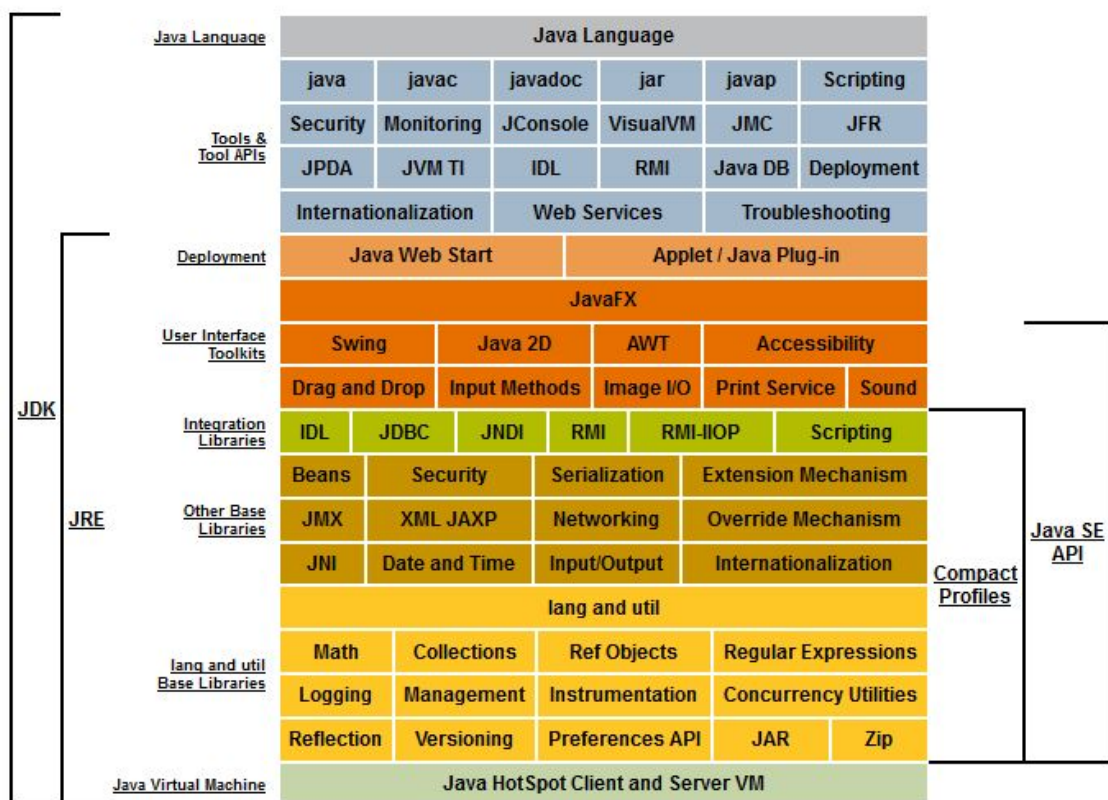 Java Language
Java Language
java javac javadoc jar javap Scripting
Security Monitoring JConsole VisualVM JMC JFR
Tools &
Tool APIs
JPDA JVM TI IDL RMI Java DB Deployment
Internationalization Web Services Troubleshooting
Deployment
Java Web Start Applet / Java Plug-in
JavaFX
User Interface
Toolkits
Swing Java 2D AWT Accessibility
Drag and Drop Input Methods Image I/O Print Service Sound
JDK
Integration
Libraries
IDL JDBC JNDI RMI RMI-IIOP Scripting
Beans Security Serialization Extension Mechanism
JRE
Other Base
Libraries
JMX XML JAXP Networking Override Mechanism
Java SE
API
JNI Date and Time Input/Output Internationalization
Compact
Profiles
lang and util
lang and util
Base Libraries
Math Collections Ref Objects Regular Expressions
Logging Management Instrumentation Concurrency Utilities
Reflection Versioning Preferences API JAR Zip
Java Virtual Machine
Java HotSpot Client and Server VM